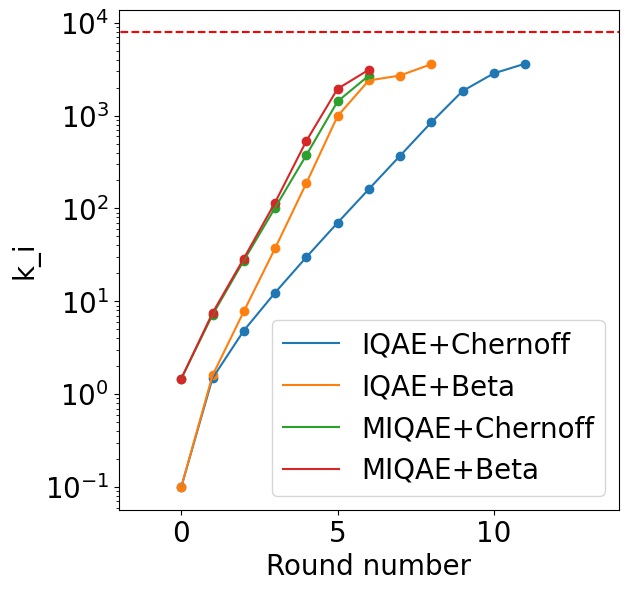 10^4
10^3
10^2
10^1
10^0
10^{-1}
k_i
IQAE+Chernoff
IQAE+Beta
MIQAE+Chernoff
MIQAE+Beta
0 5 10
Round number